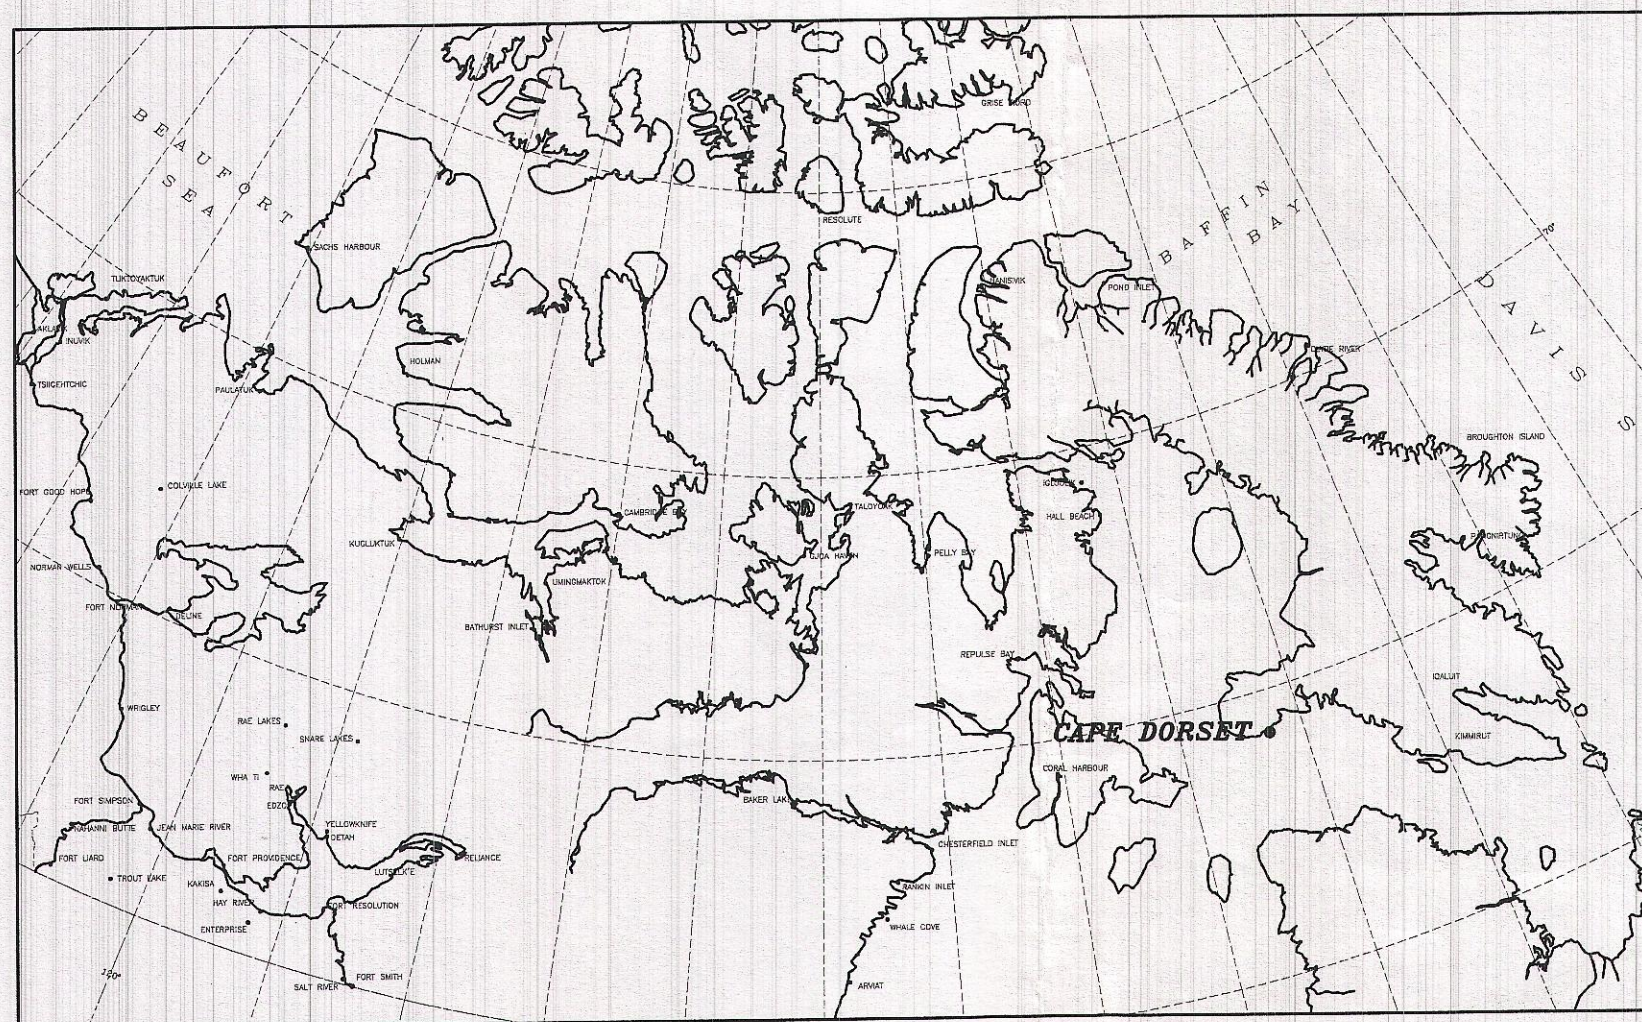 GRISE FIORD
BEAUFORT
SEA
BAFFIN
BAY
RESOLUTE
70°
DAVIS S
SACHS HARBOUR
TUKTOYAKTUK
NANISIVIK
POND INLET
AKLAVIK
INUVIK
CLYDE RIVER
HOLMAN
TSIIGEHTCHIC
PAULATUK
BROUGHTON ISLAND
COLVILLE LAKE
IGLOOLIK
FORT GOOD HOPE
CAMBRIDGE BAY
TALOYOAK
HALL BEACH
PANGNIRTUNG
KUGLUKTUK
GJOA HAVEN
PELLY BAY
NORMAN WELLS
UMINGMAKTOK
FORT NORMAN
DELINE
BATHURST INLET
REPULSE BAY
IQALUIT
WRIGLEY
RAE LAKES
SNARE LAKES
CAPE DORSET
KIMMIRUT
CORAL HARBOUR
WHA TI
RAE
EDZO
FORT SIMPSON
BAKER LAKE
NAHANNI BUTTE
JEAN MARIE RIVER
YELLOWKNIFE
DETAH
CHESTERFIELD INLET
FORT LIARD
FORT PROVIDENCE
RELIANCE
LUTSELK'E
TROUT LAKE
KAKISA
RANKIN INLET
HAY RIVER
FORT RESOLUTION
ENTERPRISE
WHALE COVE
120°
FORT SMITH
SALT RIVER
ARVIAT